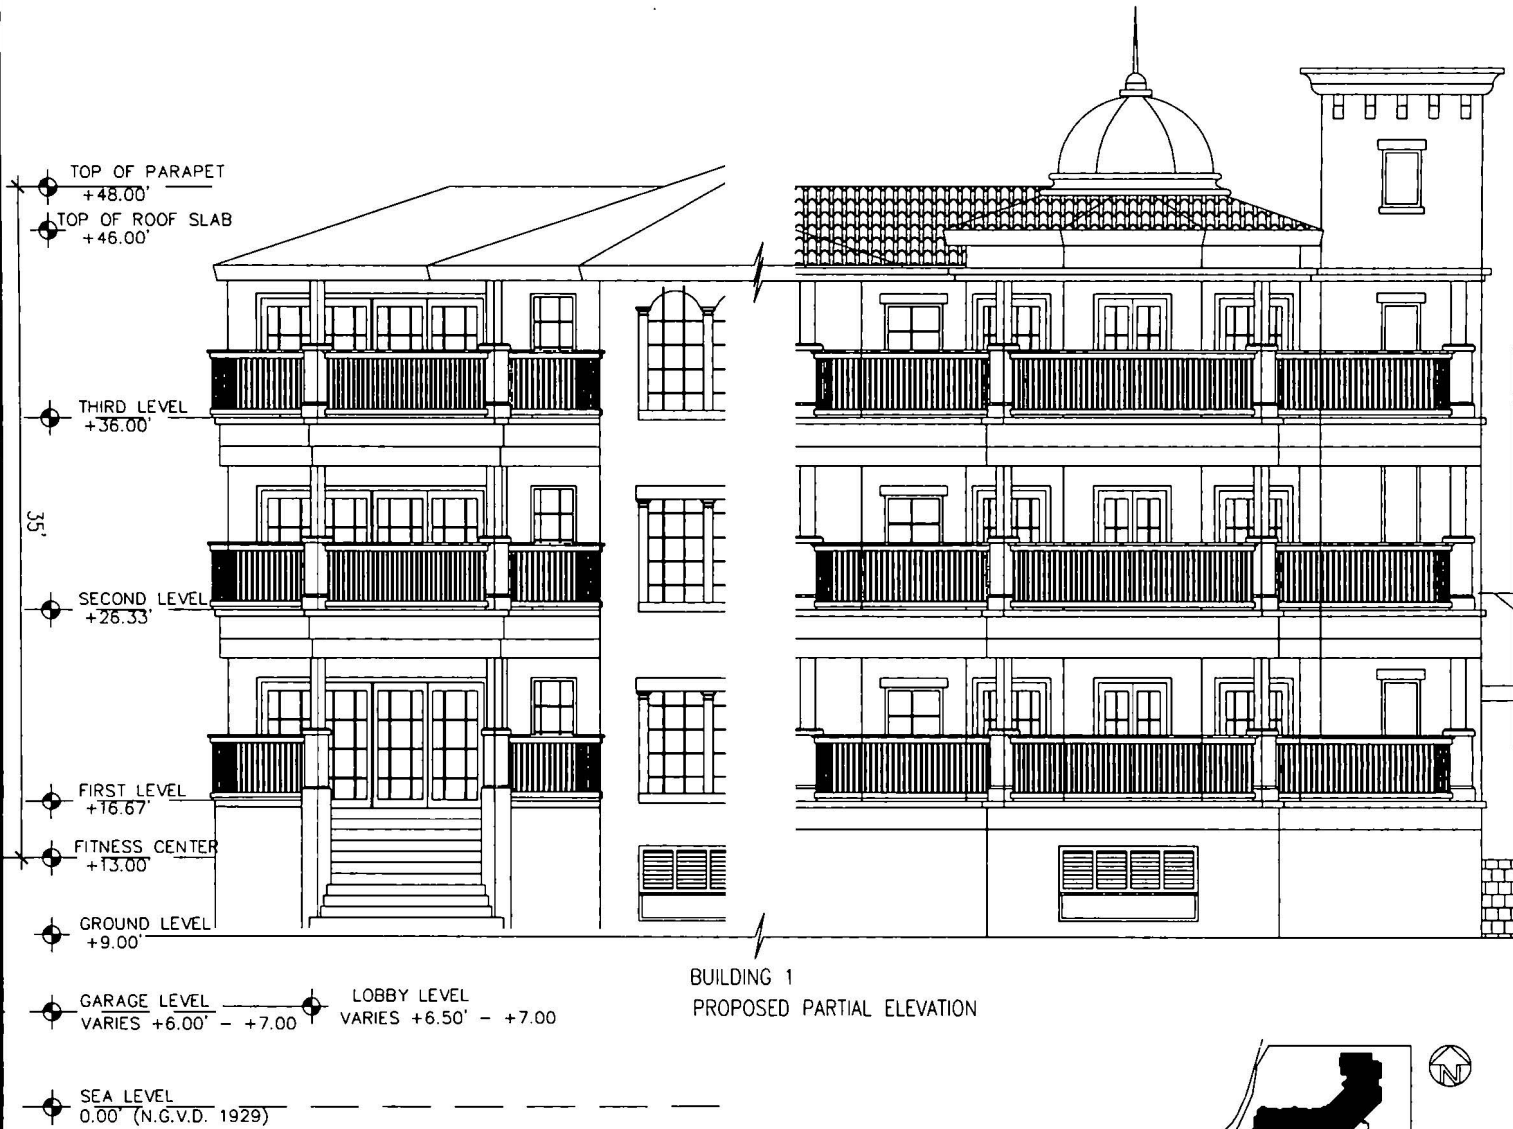 TOP OF PARAPET
+48.00'
TOP OF ROOF SLAB
+46.00'
THIRD LEVEL
+36.00'
35'
SECOND LEVEL
+26.33'
FIRST LEVEL
+16.67'
FITNESS CENTER
+13.00'
GROUND LEVEL
+9.00'
BUILDING 1
PROPOSED PARTIAL ELEVATION
GARAGE LEVEL
VARIES +6.00' - +7.00
LOBBY LEVEL
VARIES +6.50' - +7.00
N
SEA LEVEL
0.00' (N.G.V.D. 1929)